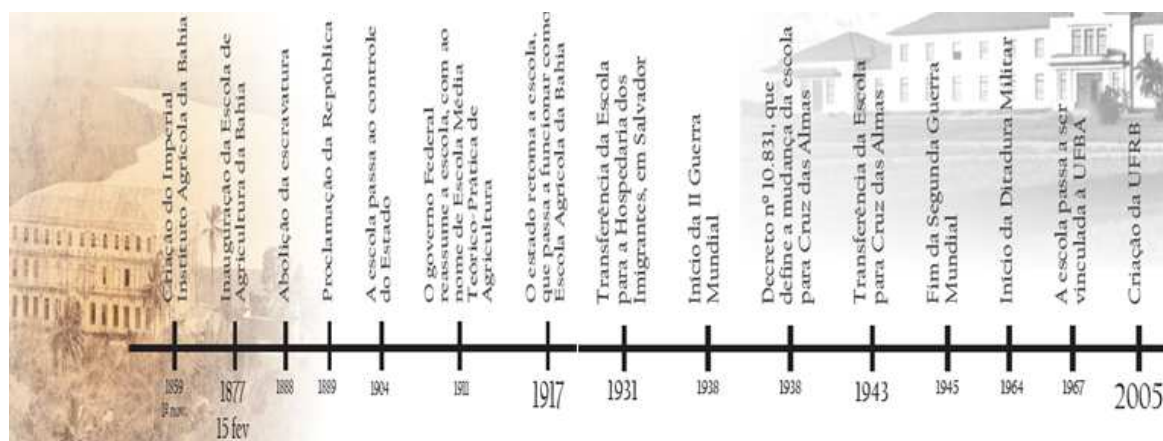 Criação do Imperial
Instituto Agrícola da Bahia
Inauguração da Escola de
Agricultura da Bahia
Abolição da escravatura
Proclamação da República
A escola passa ao controle
do Estado
O governo Federal
reassume a escola, com ao
nome de Escola Média
Teórico-Prática de
Agricultura
O estado retoma a escola,
que passa a funcionar como
Escola Agrícola da Bahia
Transferência da Escola
para a Hospedaria dos
Imigrantes, em Salvador
Início da II Guerra
Mundial
Decreto nº 10.831, que
define a mudança da escola
para Cruz das Almas
Transferência da Escola
para Cruz das Almas
Fim da Segunda Guerra
Mundial
Início da Ditadura Militar
A escola passa a ser
vinculada à UFBA
Criação da UFRB
1859
1º nov.
1877
15 fev
1888
1889
1904
1911
1917
1931
1938
1938
1943
1945
1964
1967
2005